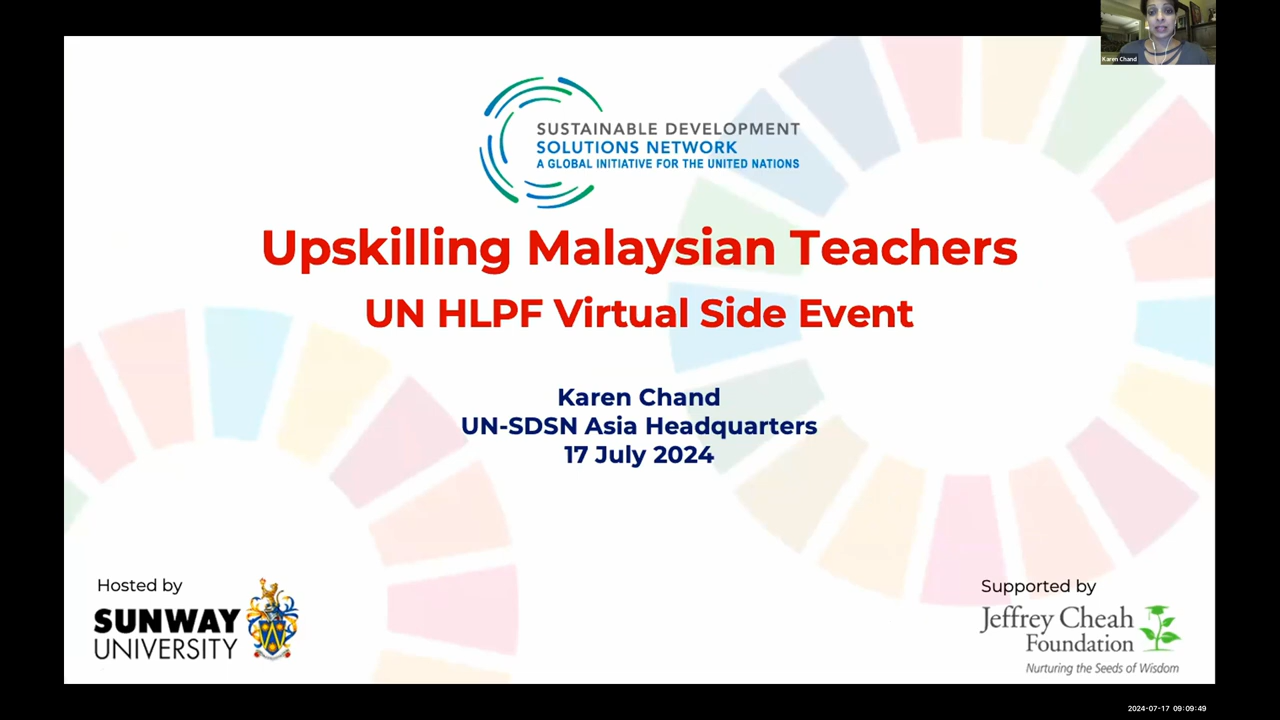 Karen Chand
SUSTAINABLE DEVELOPMENT
SOLUTIONS NETWORK
A GLOBAL INITIATIVE FOR THE UNITED NATIONS
Upskilling Malaysian Teachers
UN HLPF Virtual Side Event
Karen Chand
UN-SDSN Asia Headquarters
17 July 2024
Hosted by
SUNWAY
UNIVERSITY
Supported by
Jeffrey Cheah
Foundation
Nurturing the Seeds of Wisdom
2024-07-17 09:09:49